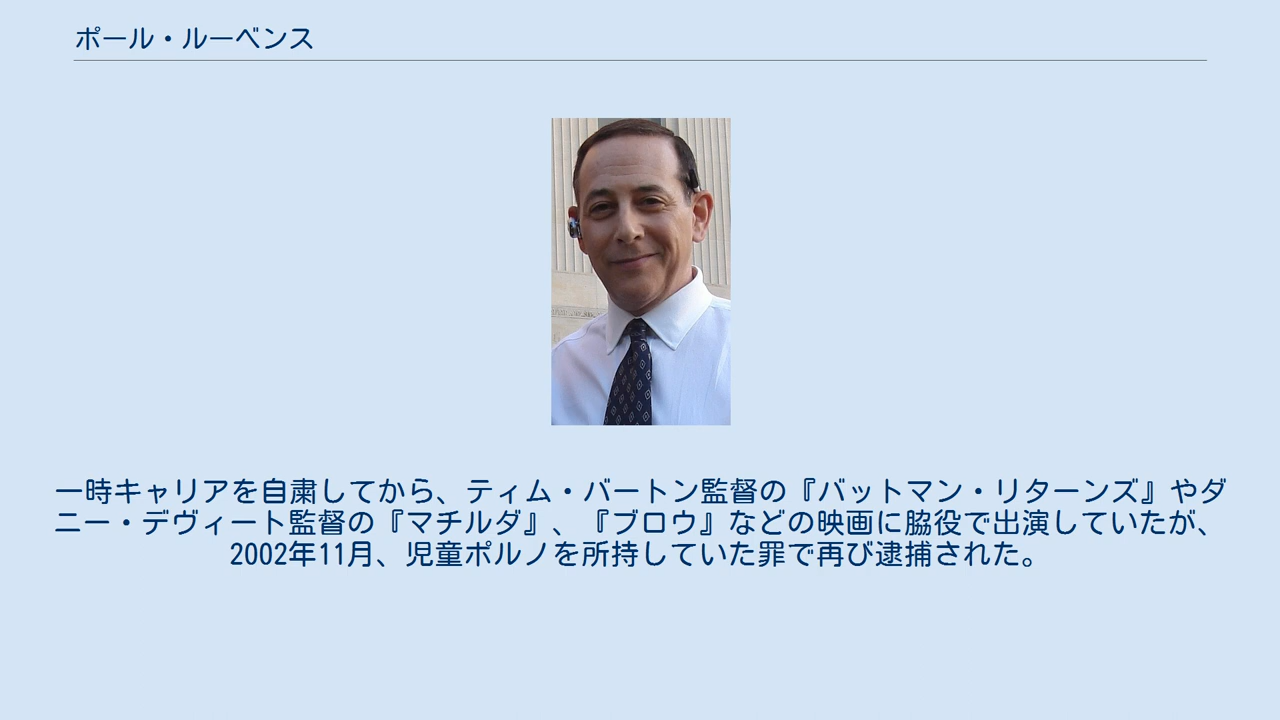 ポール・ルーベンス
一時キャリアを自粛してから、ティム・バートン監督の『バットマン・リターンズ』やダ
ニー・デヴィート監督の『マチルダ』、『ブロウ』などの映画に脇役で出演していたが、
2002年11月、児童ポルノを所持していた罪で再び逮捕された。